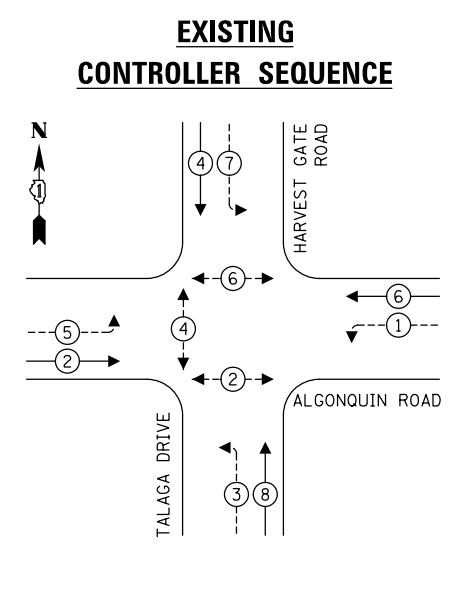 EXISTING
CONTROLLER SEQUENCE
N
1
4
7
HARVEST GATE
ROAD
6
6
5
4
1
2
2
ALGONQUIN ROAD
TALAGA DRIVE
3
8